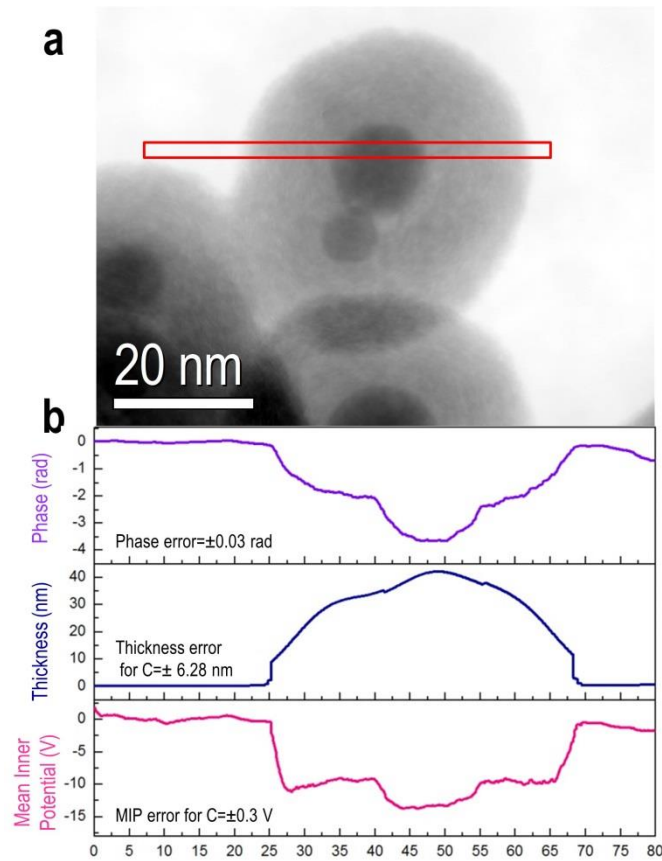 a
20 nm
b
Phase (rad)
0
-1
-2
-3
-4
Phase error=±0.03 rad
Thickness (nm)
40
30
20
10
0
Thickness error
for C=± 6.28 nm
Mean Inner
Potential (V)
0
-5
-10
-15
MIP error for C=±0.3 V
0 5 10 15 20 25 30 35 40 45 50 55 60 65 70 75 80